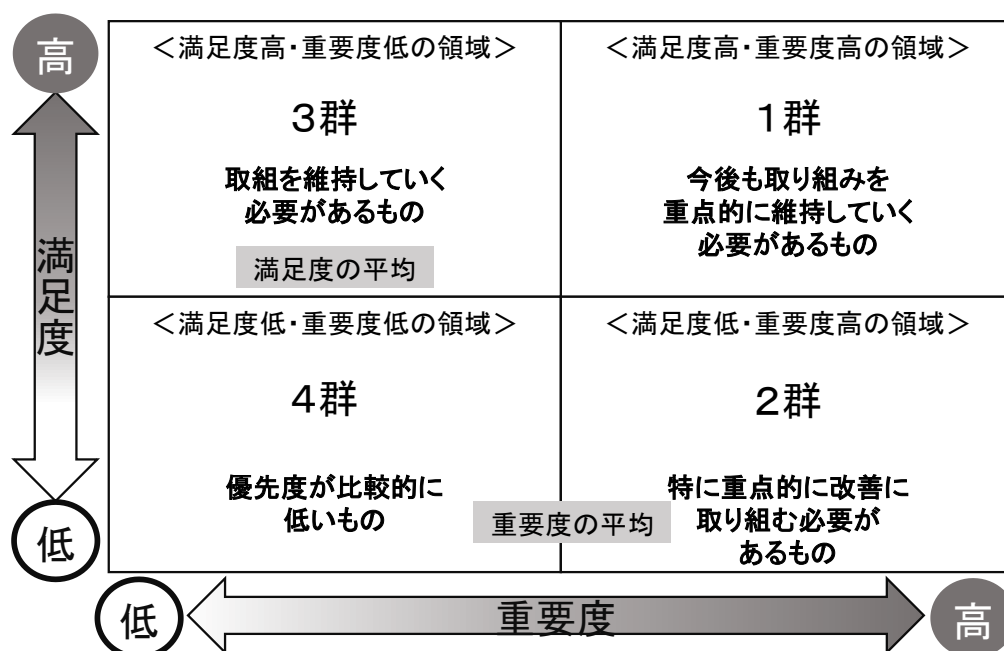 高
満足度
低
＜満足度高・重要度低の領域＞
３群
取組を維持していく
必要があるもの
満足度の平均
＜満足度高・重要度高の領域＞
１群
今後も取り組みを
重点的に維持していく
必要があるもの
＜満足度低・重要度低の領域＞
４群
優先度が比較的に
低いもの
＜満足度低・重要度高の領域＞
２群
特に重点的に改善に
取り組む必要が
あるもの
重要度の平均
低
重要度
高